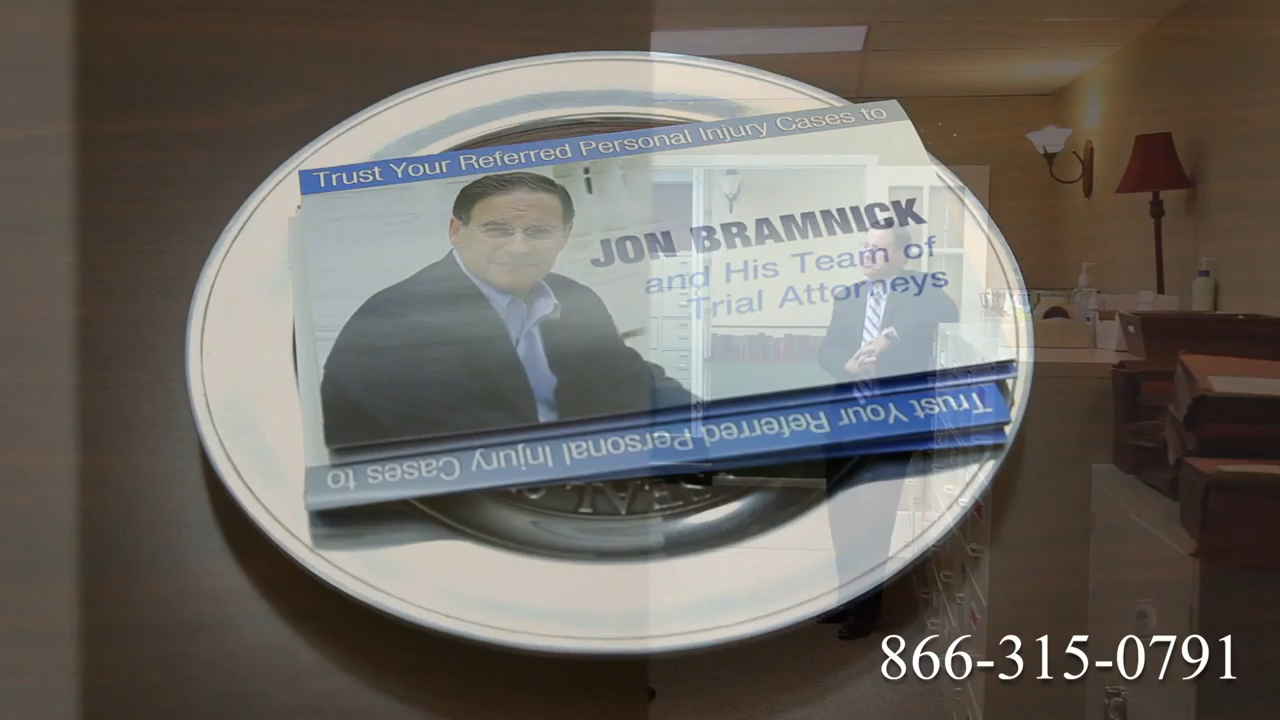 Trust Your Referred Personal Injury Cases to
JON BRAMNICK
and His Team of
Trial Attorneys
Trust Your Referred Personal Injury Cases to
866-315-0791